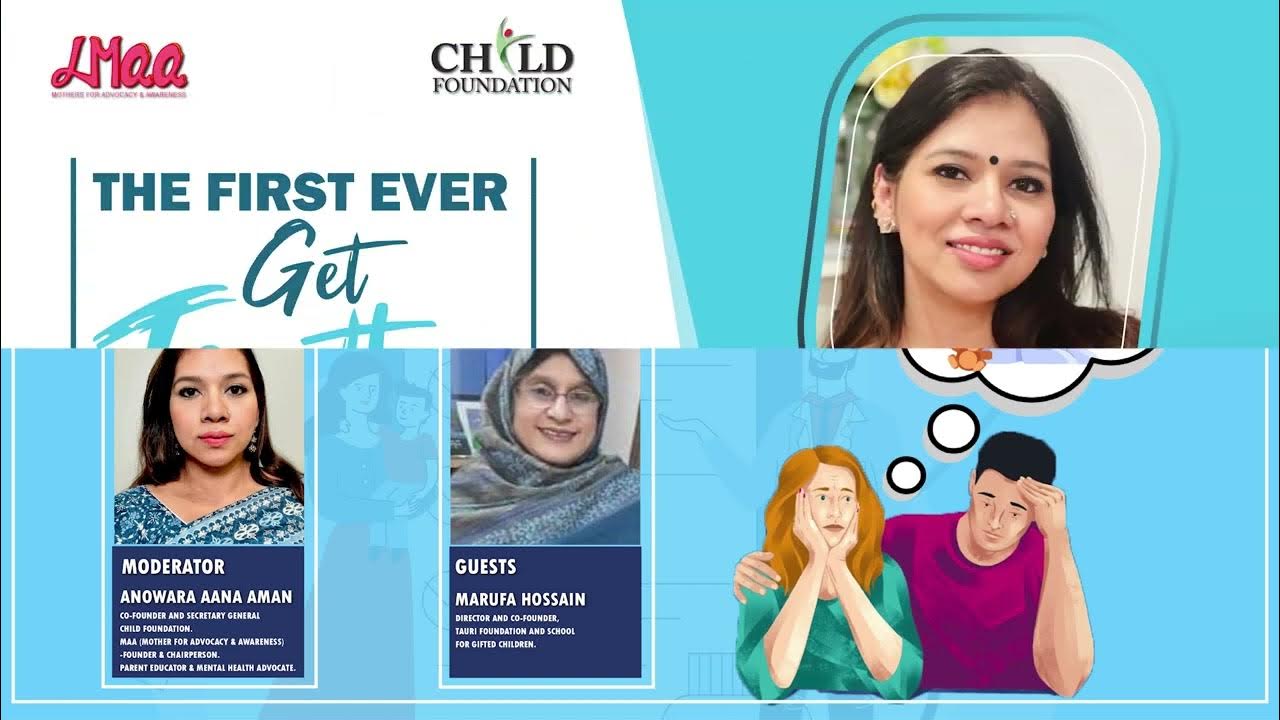 LMaa
MOTHERS FOR ADVOCACY & AWARENESS
CHILD
FOUNDATION
THE FIRST EVER
Get
MODERATOR
ANOWARA AANA AMAN
CO-FOUNDER AND SECRETARY GENERAL
CHILD FOUNDATION.
MAA (MOTHER FOR ADVOCACY & AWARENESS)
-FOUNDER & CHAIRPERSON.
PARENT EDUCATOR & MENTAL HEALTH ADVOCATE.
GUESTS
MARUFA HOSSAIN
DIRECTOR AND CO-FOUNDER,
TAURI FOUNDATION AND SCHOOL
FOR GIFTED CHILDREN.